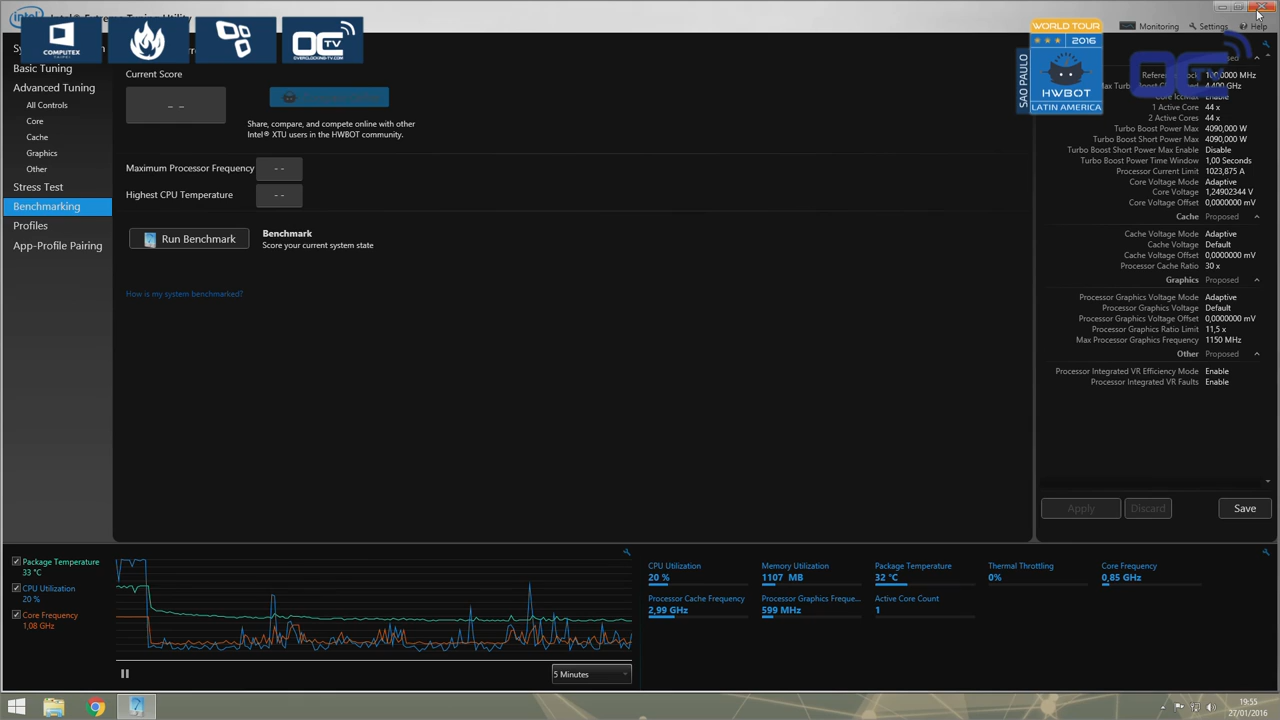 intel
Intel® Extreme Tuning Utility
COMPUTEX
TAIPEI
OCTV
OVERCLOCKING-TV.COM
WORLD TOUR
2016
SAO PAULO
HWBOT
LATIN AMERICA
OCTV
Monitoring
Settings
Help
Basic Tuning
Advanced Tuning
All Controls
Core
Cache
Graphics
Other
Stress Test
Benchmarking
Profiles
App-Profile Pairing
Current Score
- -
Share, compare, and compete online with other
Intel® XTU users in the HWBOT community.
Maximum Processor Frequency
- -
Highest CPU Temperature
- -
Run Benchmark
Benchmark
Score your current system state
How is my system benchmarked?
1 Active Core 44 x
2 Active Cores 44 x
Turbo Boost Power Max 4090,000 W
Turbo Boost Short Power Max 4090,000 W
Turbo Boost Short Power Max Enable Disable
Turbo Boost Power Time Window 1,00 Seconds
Processor Current Limit 1023,875 A
Core Voltage Mode Adaptive
Core Voltage 1,24902344 V
Core Voltage Offset 0,0000000 mV
Cache Proposed
Cache Voltage Mode Adaptive
Cache Voltage Default
Cache Voltage Offset 0,0000000 mV
Processor Cache Ratio 30 x
Graphics Proposed
Processor Graphics Voltage Mode Adaptive
Processor Graphics Voltage Default
Processor Graphics Voltage Offset 0,0000000 mV
Processor Graphics Ratio Limit 11,5 x
Max Processor Graphics Frequency 1150 MHz
Other Proposed
Processor Integrated VR Efficiency Mode Enable
Processor Integrated VR Faults Enable
Apply
Discard
Save
Package Temperature
33 °C
CPU Utilization
20 %
Core Frequency
1,08 GHz
5 Minutes
CPU Utilization
20 %
Memory Utilization
1107 MB
Package Temperature
32 °C
Thermal Throttling
0%
Core Frequency
0,85 GHz
Processor Cache Frequency
2,99 GHz
Processor Graphics Freque...
599 MHz
Active Core Count
1
19:55
27/01/2016